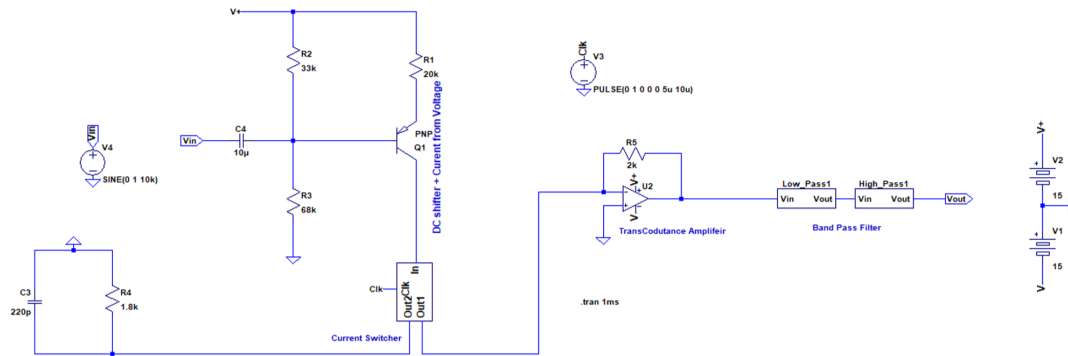 V+
R2
33k
R1
20k
DC shifter + Curent from Voltage
PNP
Q1
Vin
C4
10µ
R3
68k
Vin
V4
SINE(0 1 10k)
C3
220p
R4
1.8k
Clk
In
Clk
Out2
Out1
Current Switcher
Clk
V3
PULSE(0 1 0 0 0 5u 10u)
R5
2k
U2
V+
V-
TransCodutance Amplifeir
.tran 1ms
Low_Pass1
Vin Vout
High_Pass1
Vin Vout
Vout
Band Pass Filter
V+
V2
15
V1
15
V-